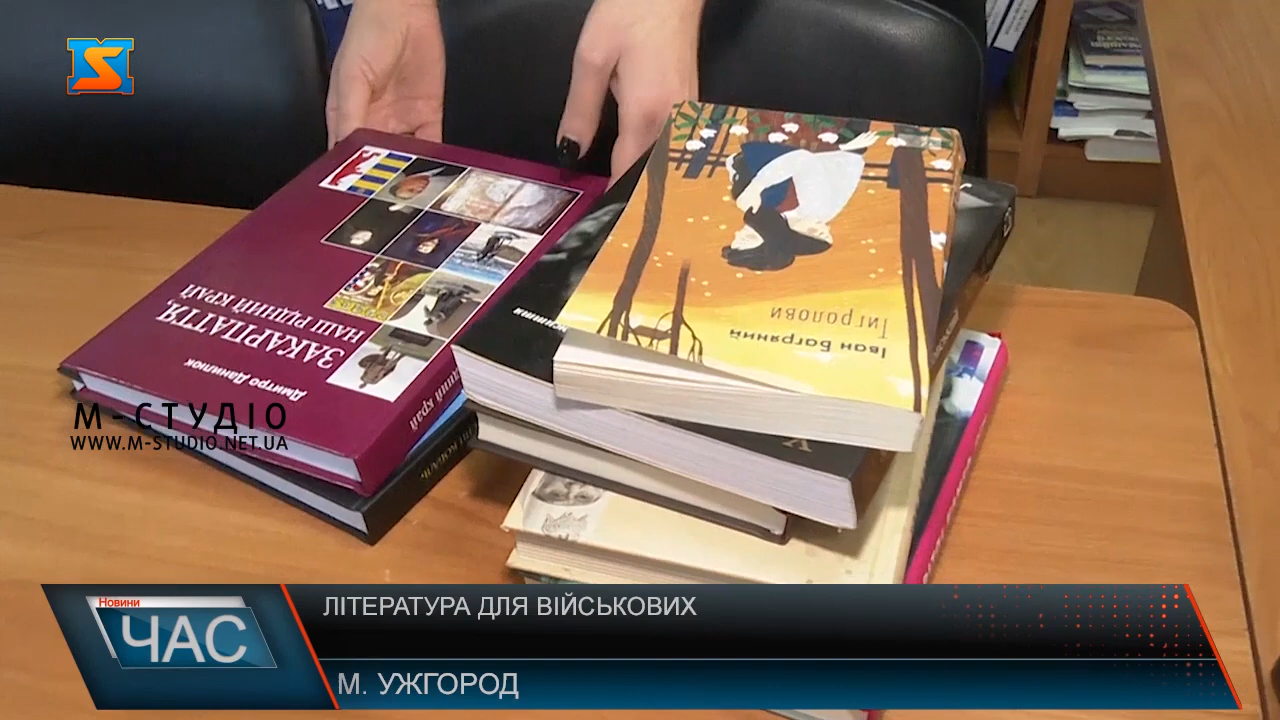 ЗАКАРПАТТЯ,
НАШ РІДНИЙ КРАЙ
Дмитро Данилюк
край
Іван Багряний
Тигролови
М-СТУДІО
WWW.M-STUDIO.NET.UA
Новини
ЧАС
ЛІТЕРАТУРА ДЛЯ ВІЙСЬКОВИХ
М. УЖГОРОД